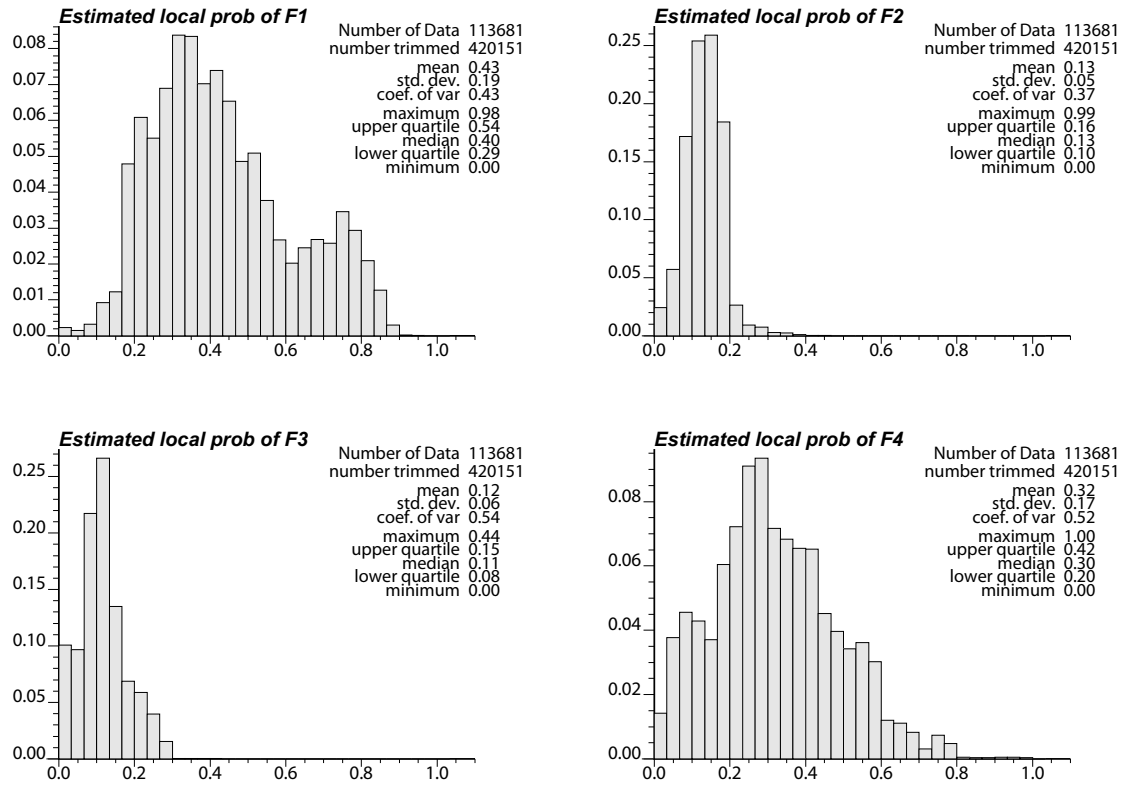 Estimated local prob of F1
Number of Data 113681
number trimmed 420151
mean 0.43
std. dev. 0.19
coef. of var 0.43
maximum 0.98
upper quartile 0.54
median 0.40
lower quartile 0.29
minimum 0.00
0.08
0.07
0.06
0.05
0.04
0.03
0.02
0.01
0.00
0.0 0.2 0.4 0.6 0.8 1.0
Estimated local prob of F2
Number of Data 113681
number trimmed 420151
mean 0.13
std. dev. 0.05
coef. of var 0.37
maximum 0.99
upper quartile 0.16
median 0.13
lower quartile 0.10
minimum 0.00
0.25
0.20
0.15
0.10
0.05
0.00
0.0 0.2 0.4 0.6 0.8 1.0
Estimated local prob of F3
Number of Data 113681
number trimmed 420151
mean 0.12
std. dev. 0.06
coef. of var 0.54
maximum 0.44
upper quartile 0.15
median 0.11
lower quartile 0.08
minimum 0.00
0.25
0.20
0.15
0.10
0.05
0.00
0.0 0.2 0.4 0.6 0.8 1.0
Estimated local prob of F4
Number of Data 113681
number trimmed 420151
mean 0.32
std. dev. 0.17
coef. of var 0.52
maximum 1.00
upper quartile 0.42
median 0.30
lower quartile 0.20
minimum 0.00
0.08
0.06
0.04
0.02
0.00
0.0 0.2 0.4 0.6 0.8 1.0